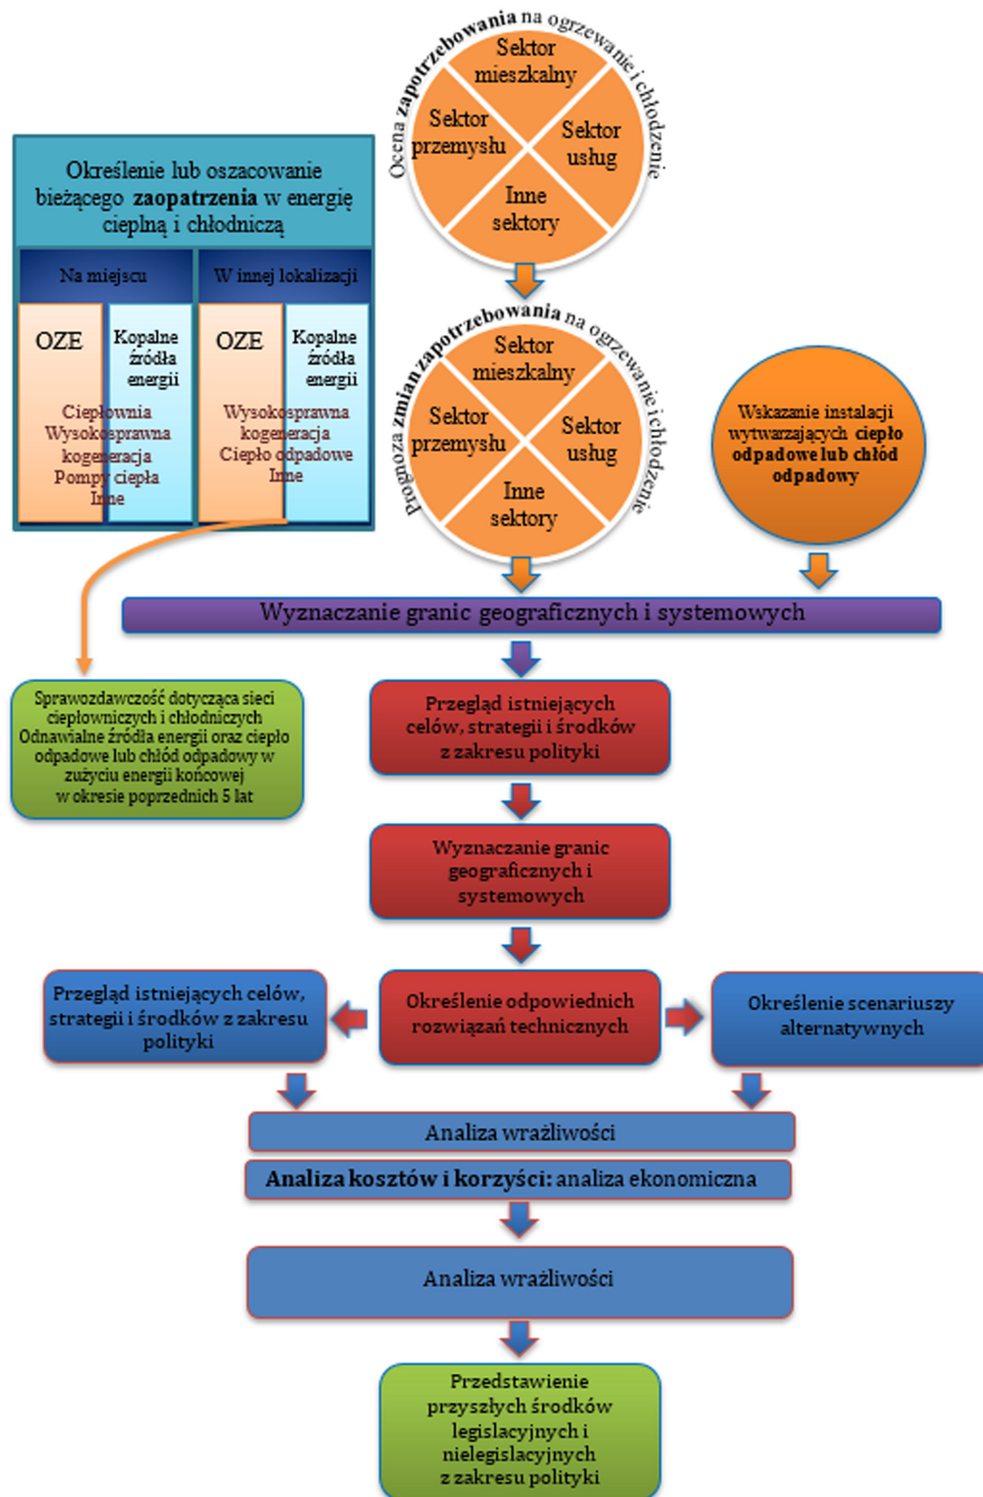 Ocena zapotrzebowania na ogrzewanie i chłodzenie
Sektor
mieszkalny
Sektor
przemysłu
Sektor
usług
Inne
sektory
Określenie lub oszacowanie
bieżącego zaopatrzenia w energię
cieplną i chłodniczą
Na miejscu
W innej lokalizacji
OZE
Kopalne
źródła
energii
OZE
Kopalne
źródła
energii
Ciepłownia
Wysokosprawna
kogeneracja
Pompy ciepła
Inne
Wysokosprawna
kogeneracja
Ciepło odpadowe
Inne
Prognoza zmian zapotrzebowania na ogrzewanie i chłodzenie
Sektor
mieszkalny
Sektor
przemysłu
Sektor
usług
Inne
sektory
Wskazanie instalacji
wytwarzających ciepło
odpadowe lub chłód
odpadowy
Wyznaczanie granic geograficznych i systemowych
Sprawozdawczość dotycząca sieci
ciepłowniczych i chłodniczych
Odnawialne źródła energii oraz ciepło
odpadowe lub chłód odpadowy w
zużyciu energii końcowej
w okresie poprzednich 5 lat
Przegląd istniejących
celów, strategii i środków
z zakresu polityki
Wyznaczanie granic
geograficznych i
systemowych
Przegląd istniejących celów,
strategii i środków z zakresu
polityki
Określenie odpowiednich
rozwiązań technicznych
Określenie scenariuszy
alternatywnych
Analiza wrażliwości
Analiza kosztów i korzyści: analiza ekonomiczna
Analiza wrażliwości
Przedstawienie
przyszłych środków
legislacyjnych i
nielegislacyjnych
z zakresu polityki